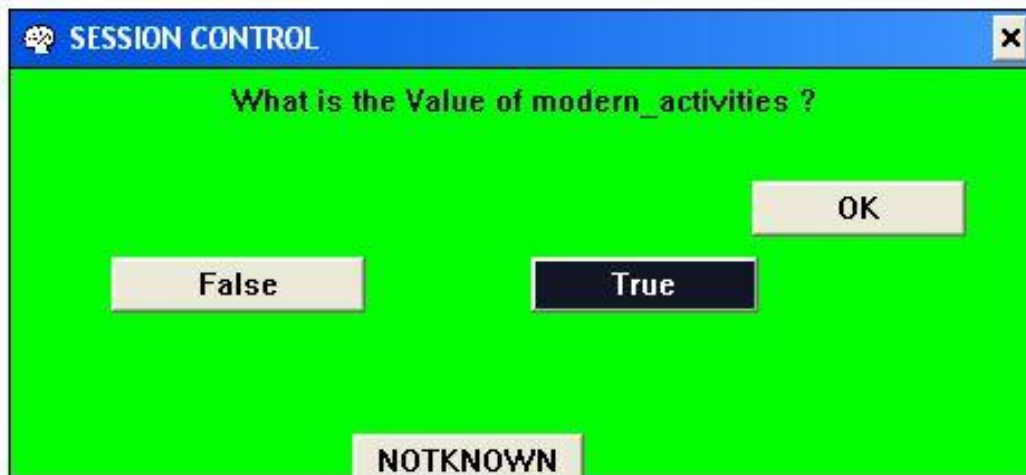 SESSION CONTROL
What is the Value of modern_activities ?
OK
False True
NOTKNOWN